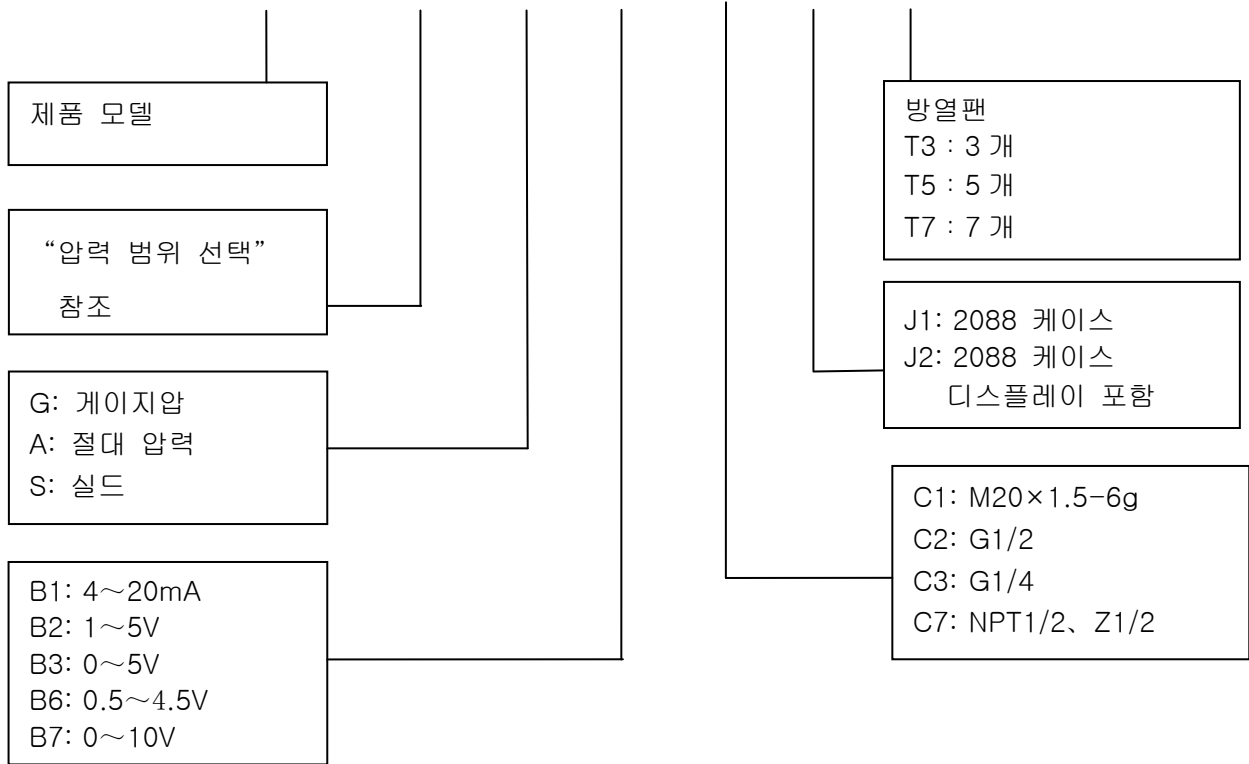 제품 모델
“압력 범위 선택”
참조
G: 게이지압
A: 절대 압력
S: 실드
B1: 4～20mA
B2: 1～5V
B3: 0～5V
B6: 0.5～4.5V
B7: 0～10V
방열팬
T3 : 3 개
T5 : 5 개
T7 : 7 개
J1: 2088 케이스
J2: 2088 케이스
디스플레이 포함
C1: M20×1.5-6g
C2: G1/2
C3: G1/4
C7: NPT1/2、Z1/2